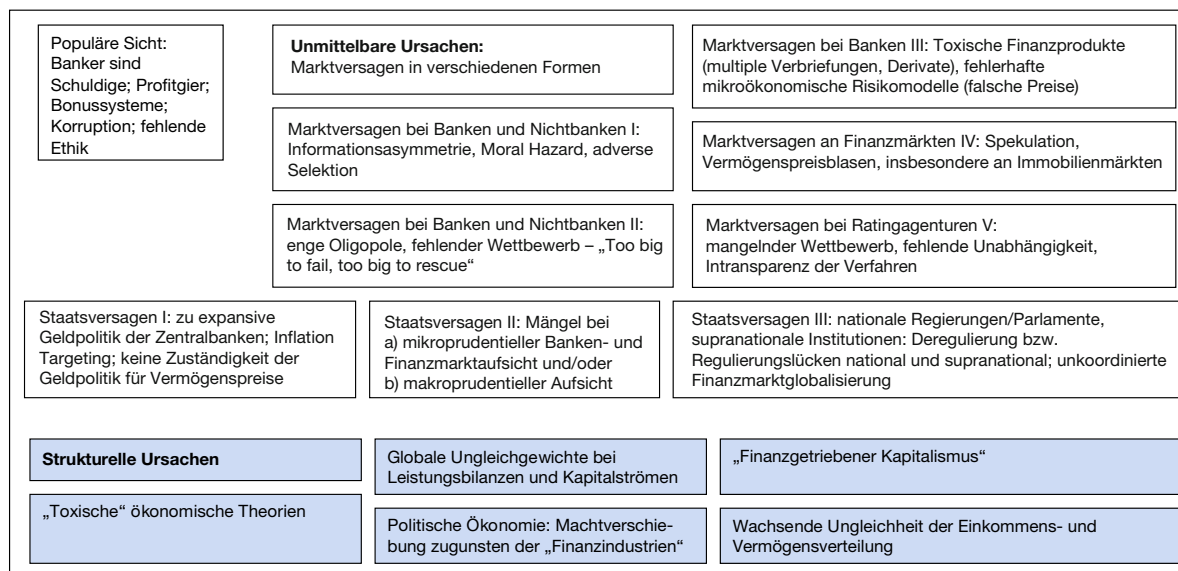 Populäre Sicht:
Banker sind
Schuldige; Profitgier;
Bonussysteme;
Korruption; fehlende
Ethik
Unmittelbare Ursachen:
Marktversagen in verschiedenen Formen
Marktversagen bei Banken III: Toxische Finanzprodukte
(multiple Verbriefungen, Derivate), fehlerhafte
mikroökonomische Risikomodelle (falsche Preise)
Marktversagen bei Banken und Nichtbanken I:
Informationsasymmetrie, Moral Hazard, adverse
Selektion
Marktversagen an Finanzmärkten IV: Spekulation,
Vermögenspreisblasen, insbesondere an Immobilienmärkten
Marktversagen bei Banken und Nichtbanken II:
enge Oligopole, fehlender Wettbewerb – „Too big
to fail, too big to rescue“
Marktversagen bei Ratingagenturen V:
mangelnder Wettbewerb, fehlende Unabhängigkeit,
Intransparenz der Verfahren
Staatsversagen I: zu expansive
Geldpolitik der Zentralbanken; Inflation
Targeting; keine Zuständigkeit der
Geldpolitik für Vermögenspreise
Staatsversagen II: Mängel bei
a) mikroprudentieller Banken- und
Finanzmarktaufsicht und/oder
b) makroprudentieller Aufsicht
Staatsversagen III: nationale Regierungen/Parlamente,
supranationale Institutionen: Deregulierung bzw.
Regulierungslücken national und supranational; unkoordinierte
Finanzmarktglobalisierung
Strukturelle Ursachen
Globale Ungleichgewichte bei
Leistungsbilanzen und Kapitalströmen
„Finanzgetriebener Kapitalismus“
„Toxische“ ökonomische Theorien
Politische Ökonomie: Machtverschie-
bung zugunsten der „Finanzindustrien“
Wachsende Ungleichheit der Einkommens- und
Vermögensverteilung